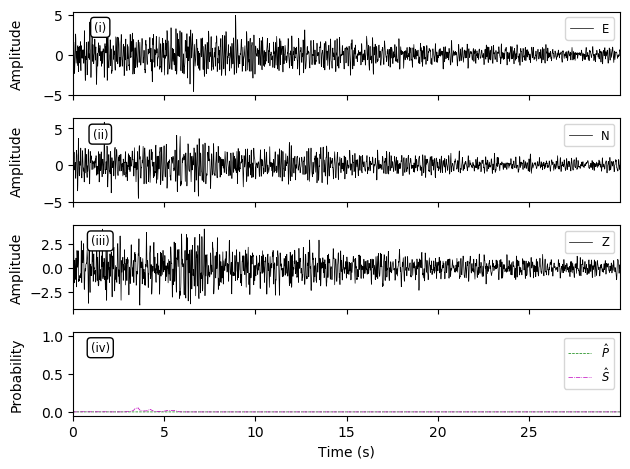 5
0
−5
Amplitude
(i)
E
5
0
−5
Amplitude
(ii)
N
2.5
0.0
−2.5
Amplitude
(iii)
Z
1.0
0.5
0.0
Probability
(iv)
P̂
Ŝ
0 5 10 15 20 25
Time (s)